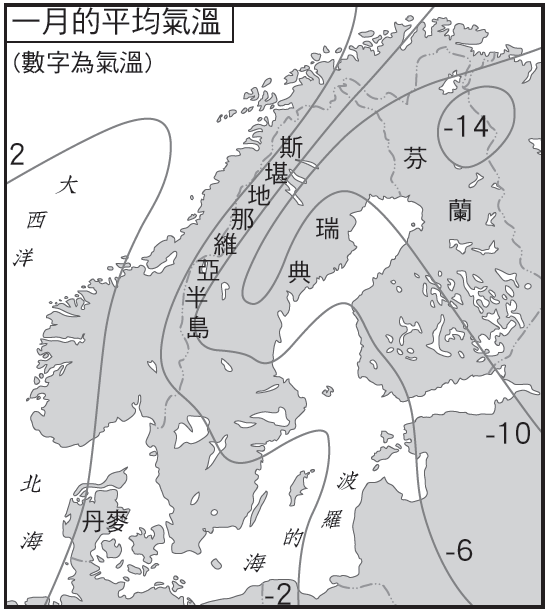 一月的平均氣溫
(數字為氣溫)
2
大西洋
斯堪地那維亞半島
瑞典
芬蘭
-14
-10
-6
-2
北海
丹麥
波羅的海